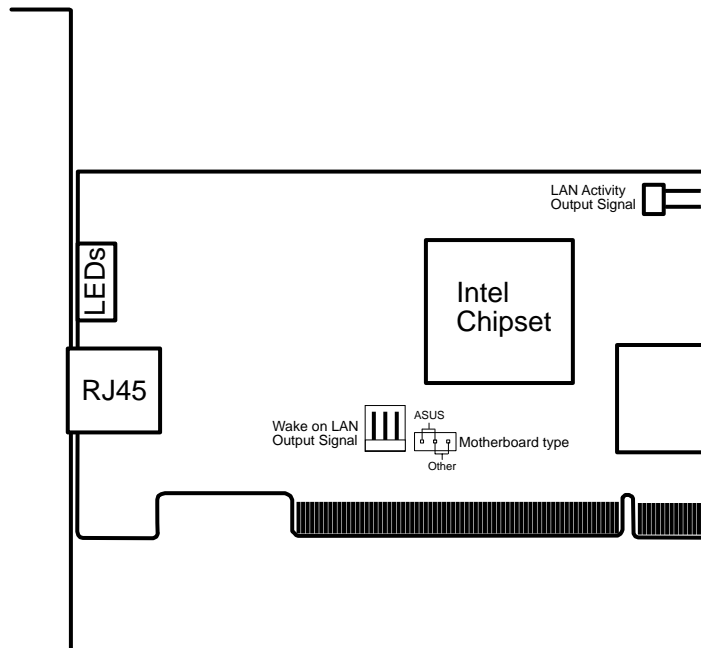 LAN Activity
Output Signal
LEDs
Intel
Chipset
RJ45
Wake on LAN
Output Signal
ASUS
Motherboard type
Other